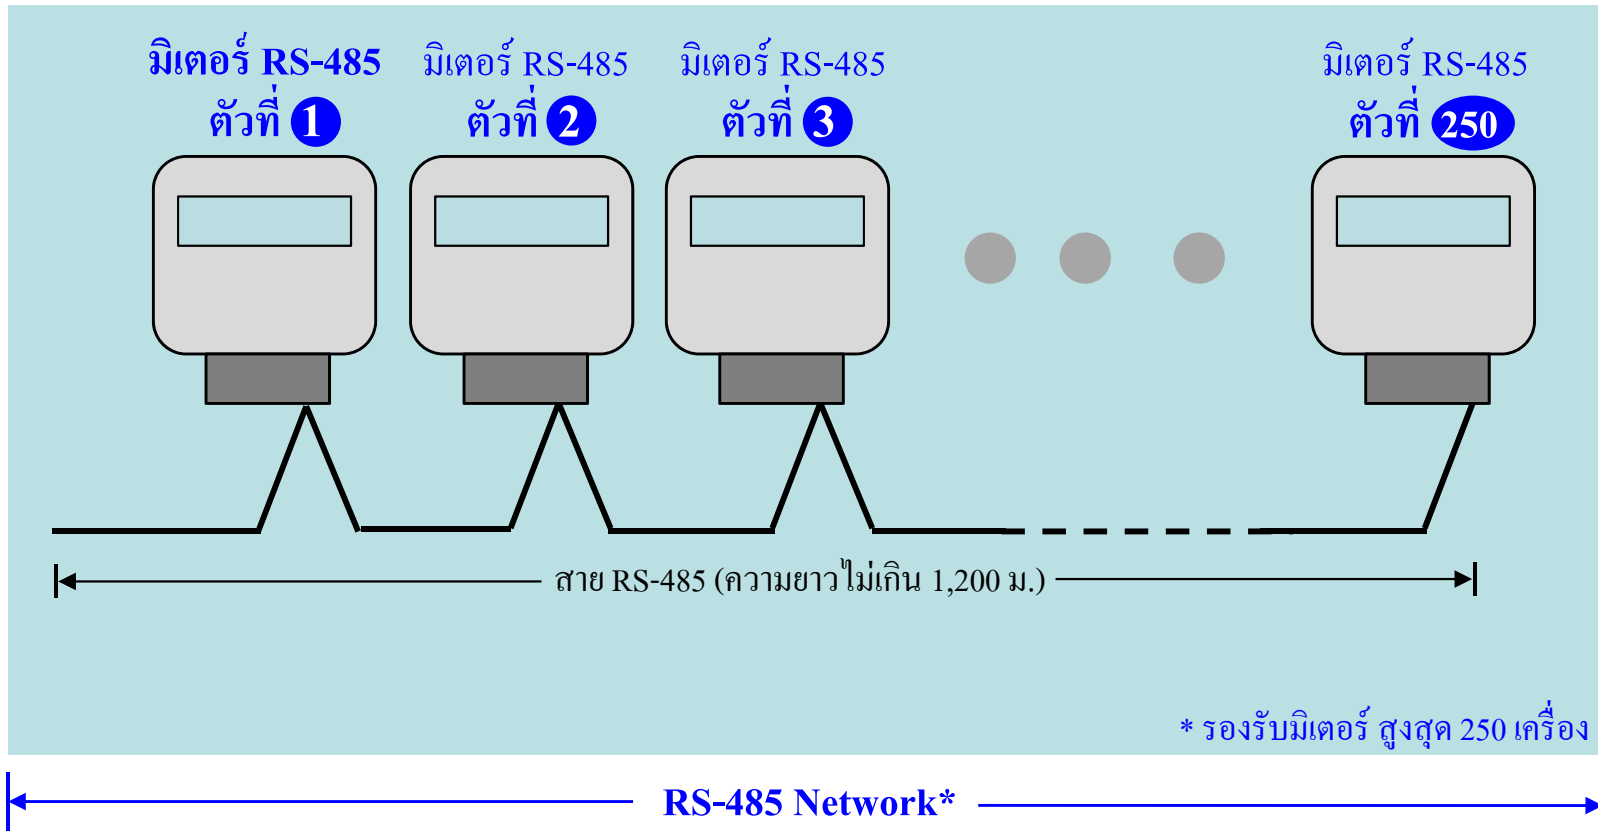 มิเตอร์ RS-485
ตัวที่ 1
มิเตอร์ RS-485
ตัวที่ 2
มิเตอร์ RS-485
ตัวที่ 3
มิเตอร์ RS-485
ตัวที่ 250
สาย RS-485 (ความยาวไม่เกิน 1,200 ม.)
* รองรับมิเตอร์ สูงสุด 250 เครื่อง
RS-485 Network*